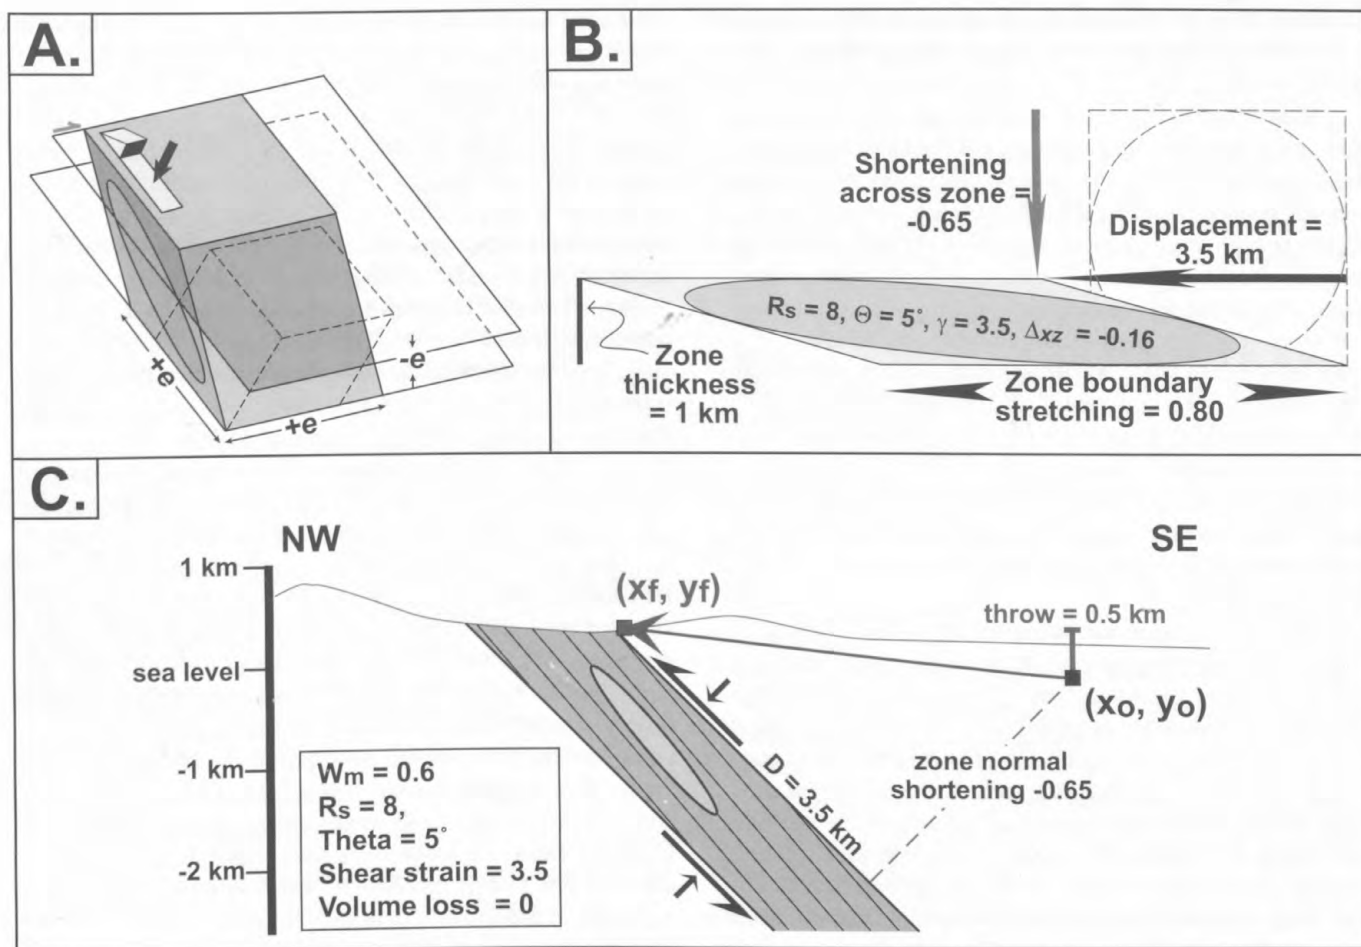 A.
+e
+e
-e
B.
Shortening
across zone =
-0.65
Displacement =
3.5 km
Rs = 8, Θ = 5°, γ = 3.5, Δxz = -0.16
Zone
thickness
= 1 km
Zone boundary
stretching = 0.80
C.
NW
SE
1 km
sea level
-1 km
-2 km
(xf, yf)
throw = 0.5 km
(xo, yo)
D = 3.5 km
zone normal
shortening -0.65
Wm = 0.6
Rs = 8,
Theta = 5°
Shear strain = 3.5
Volume loss = 0